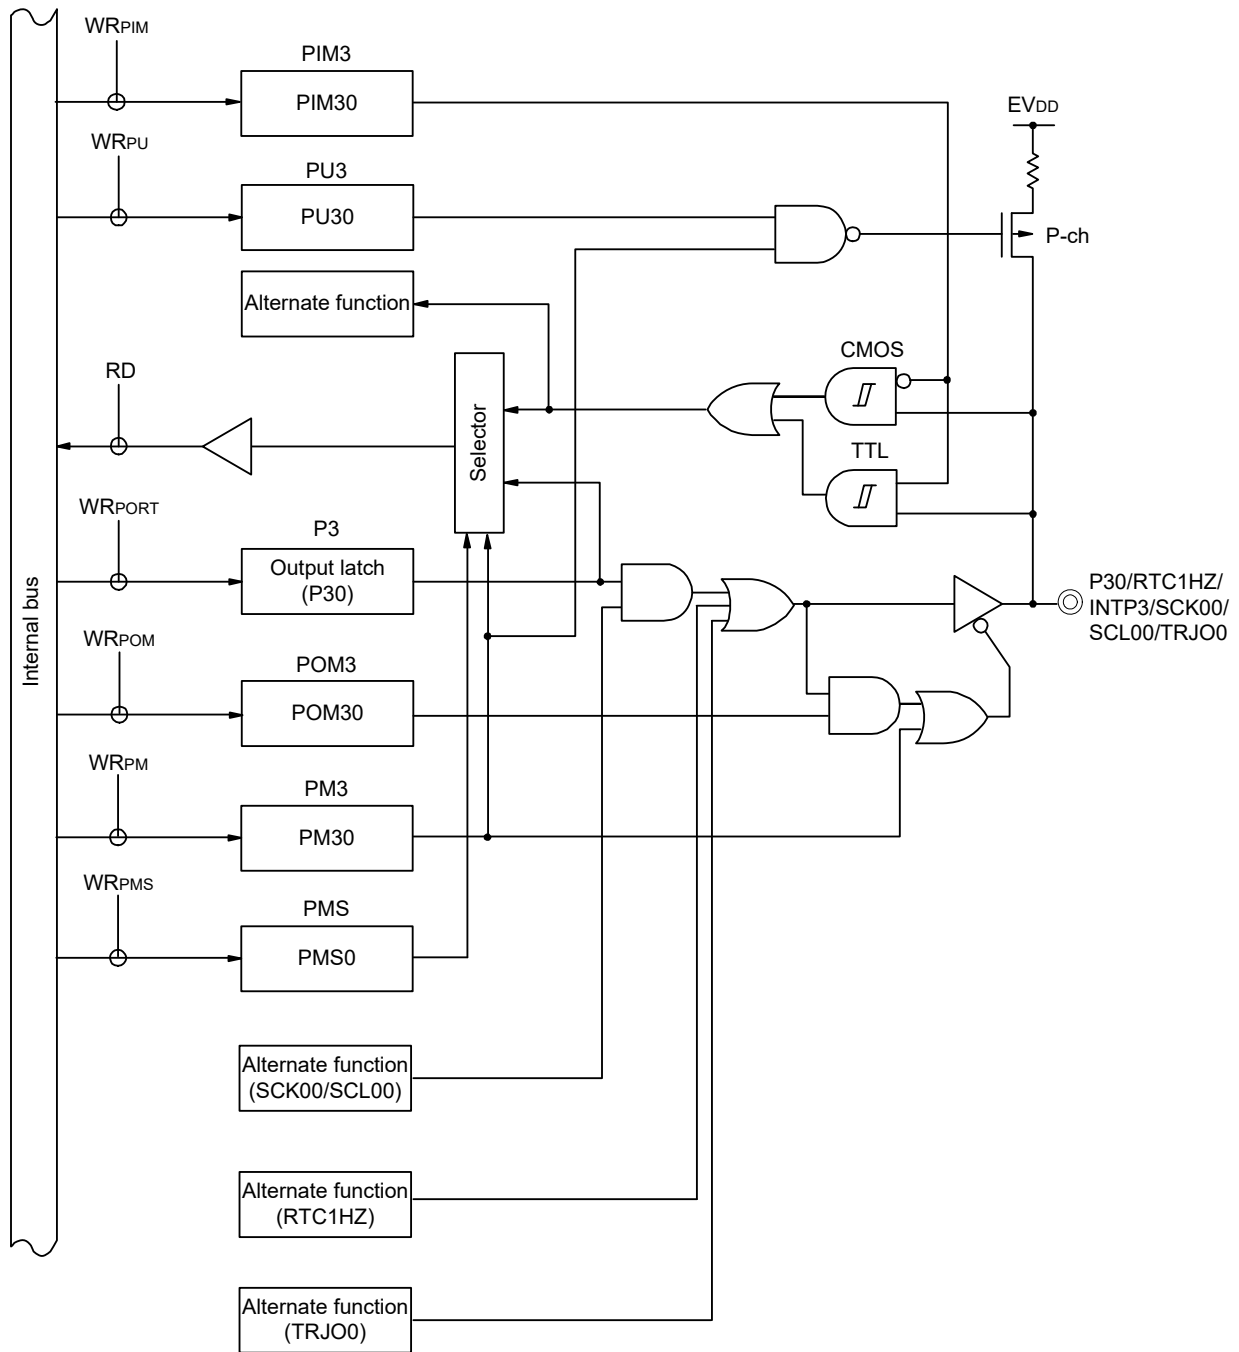 WRPIM
PIM3
PIM30
EVDD
WRPU
PU3
PU30
P-ch
Alternate function
CMOS
RD
Selector
TTL
WRPORT
P3
Output latch
(P30)
P30/RTC1HZ/
INTP3/SCK00/
SCL00/TRJO0
Internal bus
WRPOM
POM3
POM30
WRPM
PM3
PM30
WRPMS
PMS
PMS0
Alternate function
(SCK00/SCL00)
Alternate function
(RTC1HZ)
Alternate function
(TRJO0)